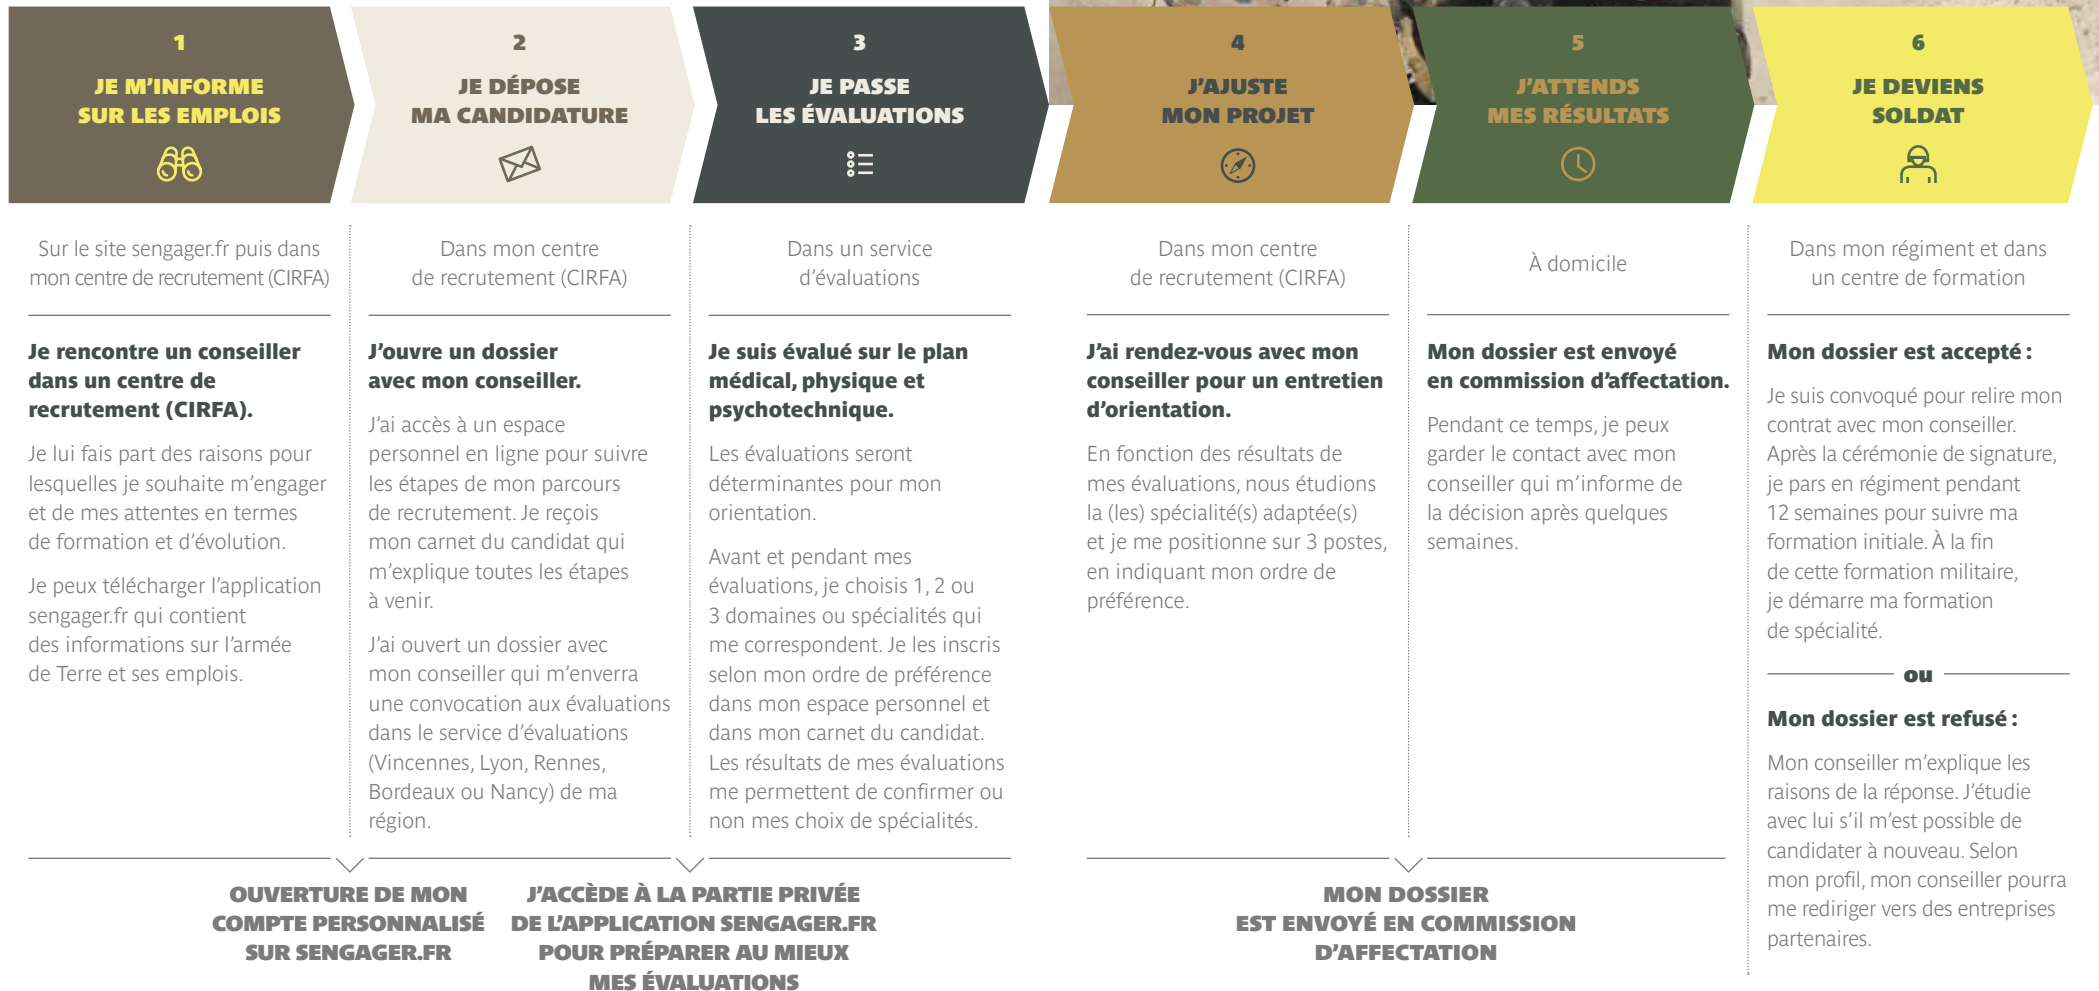 1
JE M’INFORME
SUR LES EMPLOIS
Sur le site sengager.fr puis dans
mon centre de recrutement (CIRFA)
Je rencontre un conseiller
dans un centre de
recrutement (CIRFA).
Je lui fais part des raisons pour
lesquelles je souhaite m’engager
et de mes attentes en termes
de formation et d’évolution.
Je peux télécharger l’application
sengager.fr qui contient
des informations sur l’armée
de Terre et ses emplois.
2
JE DÉPOSE
MA CANDIDATURE
Dans mon centre
de recrutement (CIRFA)
J’ouvre un dossier
avec mon conseiller.
J’ai accès à un espace
personnel en ligne pour suivre
les étapes de mon parcours
de recrutement. Je reçois
mon carnet du candidat qui
m’explique toutes les étapes
à venir.
J’ai ouvert un dossier avec
mon conseiller qui m’enverra
une convocation aux évaluations
dans le service d’évaluations
(Vincennes, Lyon, Rennes,
Bordeaux ou Nancy) de ma
région.
3
JE PASSE
LES ÉVALUATIONS
Dans un service
d’évaluations
Je suis évalué sur le plan
médical, physique et
psychotechnique.
Les évaluations seront
déterminantes pour mon
orientation.
Avant et pendant mes
évaluations, je choisis 1, 2 ou
3 domaines ou spécialités qui
me correspondent. Je les inscris
selon mon ordre de préférence
dans mon espace personnel et
dans mon carnet du candidat.
Les résultats de mes évaluations
me permettent de confirmer ou
non mes choix de spécialités.
OUVERTURE DE MON
COMPTE PERSONNALISÉ
SUR SENGAGER.FR
J’ACCÈDE À LA PARTIE PRIVÉE
DE L’APPLICATION SENGAGER.FR
POUR PRÉPARER AU MIEUX
MES ÉVALUATIONS
4
J’AJUSTE
MON PROJET
Dans mon centre
de recrutement (CIRFA)
J’ai rendez-vous avec mon
conseiller pour un entretien
d’orientation.
En fonction des résultats de
mes évaluations, nous étudions
la (les) spécialité(s) adaptée(s)
et je me positionne sur 3 postes,
en indiquant mon ordre de
préférence.
5
J’ATTENDS
MES RÉSULTATS
À domicile
Mon dossier est envoyé
en commission d’affectation.
Pendant ce temps, je peux
garder le contact avec mon
conseiller qui m’informe de
la décision après quelques
semaines.
MON DOSSIER
EST ENVOYÉ EN COMMISSION
D’AFFECTATION
6
JE DEVIENS
SOLDAT
Dans mon régiment et dans
un centre de formation
Mon dossier est accepté :
Je suis convoqué pour relire mon
contrat avec mon conseiller.
Après la cérémonie de signature,
je pars en régiment pendant
12 semaines pour suivre ma
formation initiale. À la fin
de cette formation militaire,
je démarre ma formation
de spécialité.
ou
Mon dossier est refusé :
Mon conseiller m’explique les
raisons de la réponse. J’étudie
avec lui s’il m’est possible de
candidater à nouveau. Selon
mon profil, mon conseiller pourra
me rediriger vers des entreprises
partenaires.